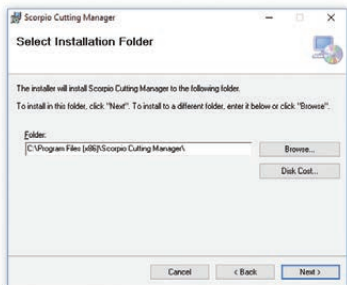 Scorpio Cutting Manager
Select Installation Folder
The installer will install Scorpio Cutting Manager to the following folder.
To install in this folder, click "Next". To install to a different folder, enter it below or click "Browse".
Folder:
C:\Program Files (x86)\Scorpio Cutting Manager\
Browse...
Disk Cost...
Cancel
< Back
Next >